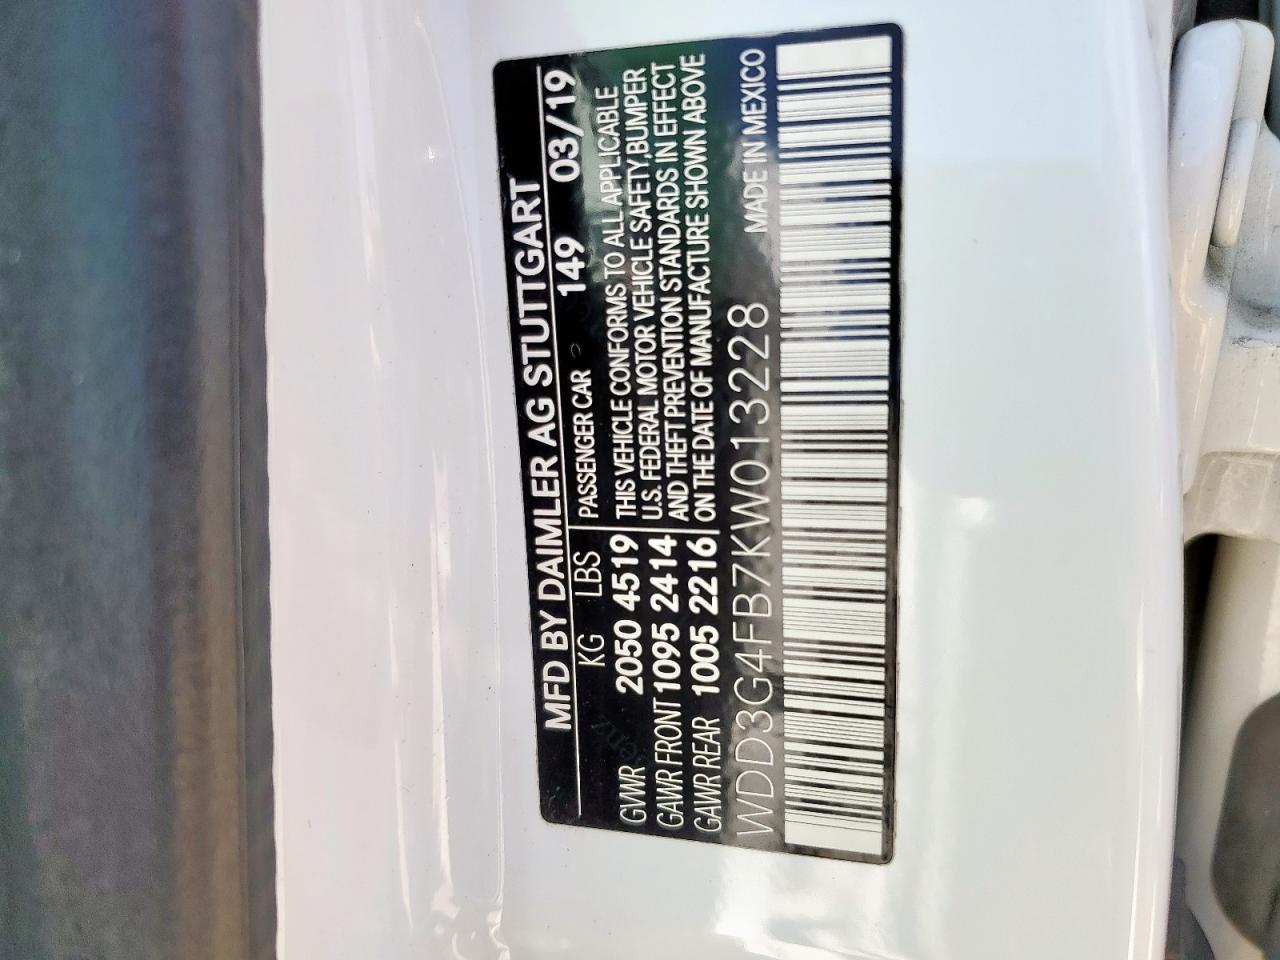 MFD BY DAIMLER AG STUTTGART
KG LBS PASSENGER CAR 149 03/19
GVWR 2050 4519 THIS VEHICLE CONFORMS TO ALL APPLICABLE
GAWR FRONT 1095 2414 U.S. FEDERAL MOTOR VEHICLE SAFETY, BUMPER
GAWR REAR 1005 2216 AND THEFT PREVENTION STANDARDS IN EFFECT
ON THE DATE OF MANUFACTURE SHOWN ABOVE
WDD3G4FB7KW013228 MADE IN MEXICO